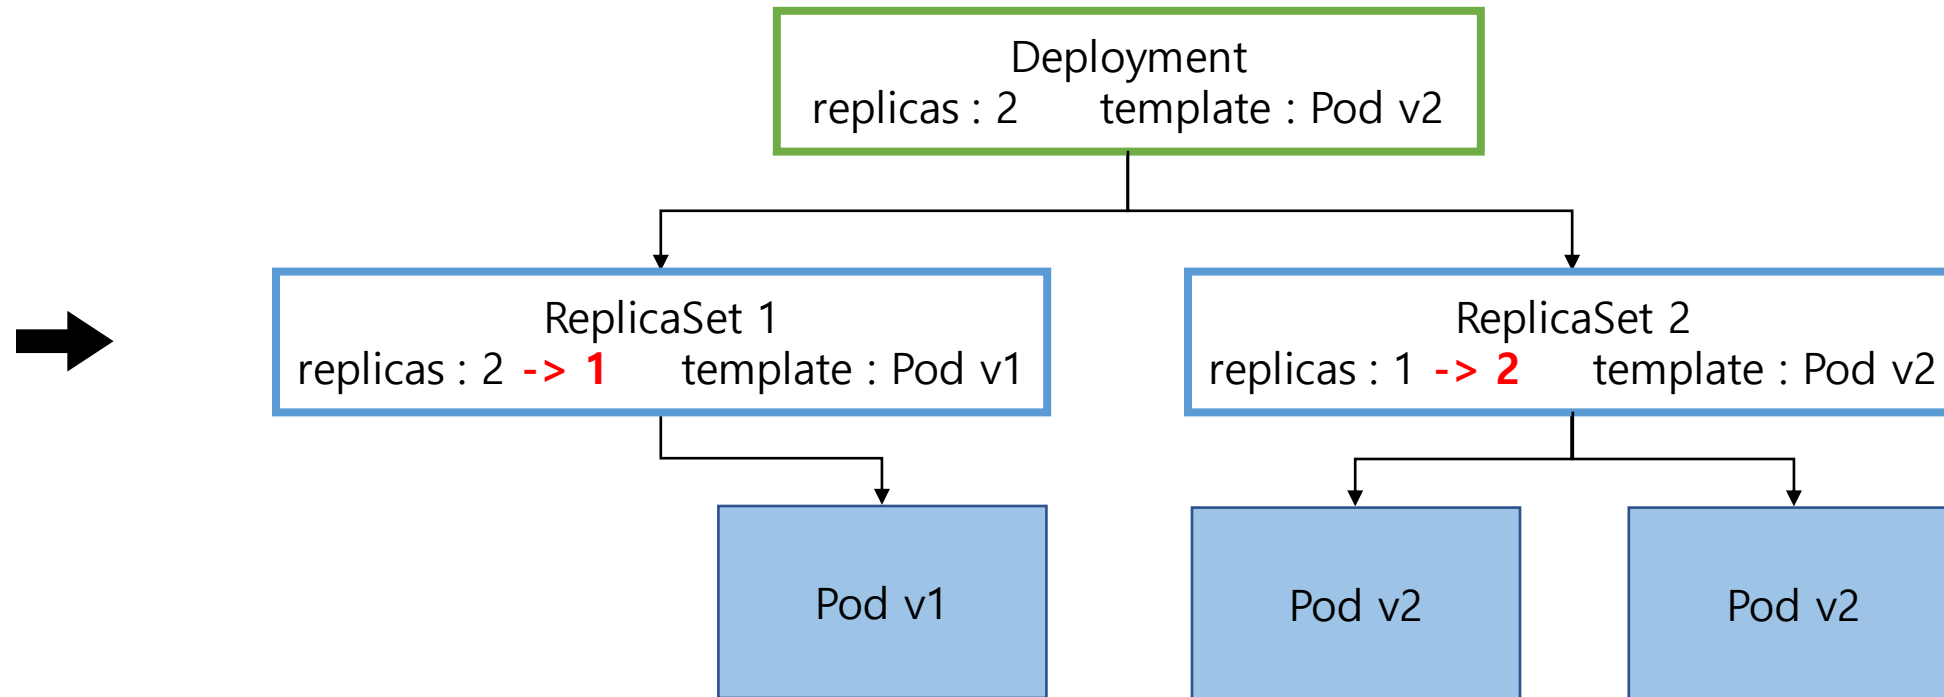 Deployment
replicas : 2 template : Pod v2
ReplicaSet 1
replicas : 2 -> 1 template : Pod v1
ReplicaSet 2
replicas : 1 -> 2 template : Pod v2
Pod v1
Pod v2
Pod v2